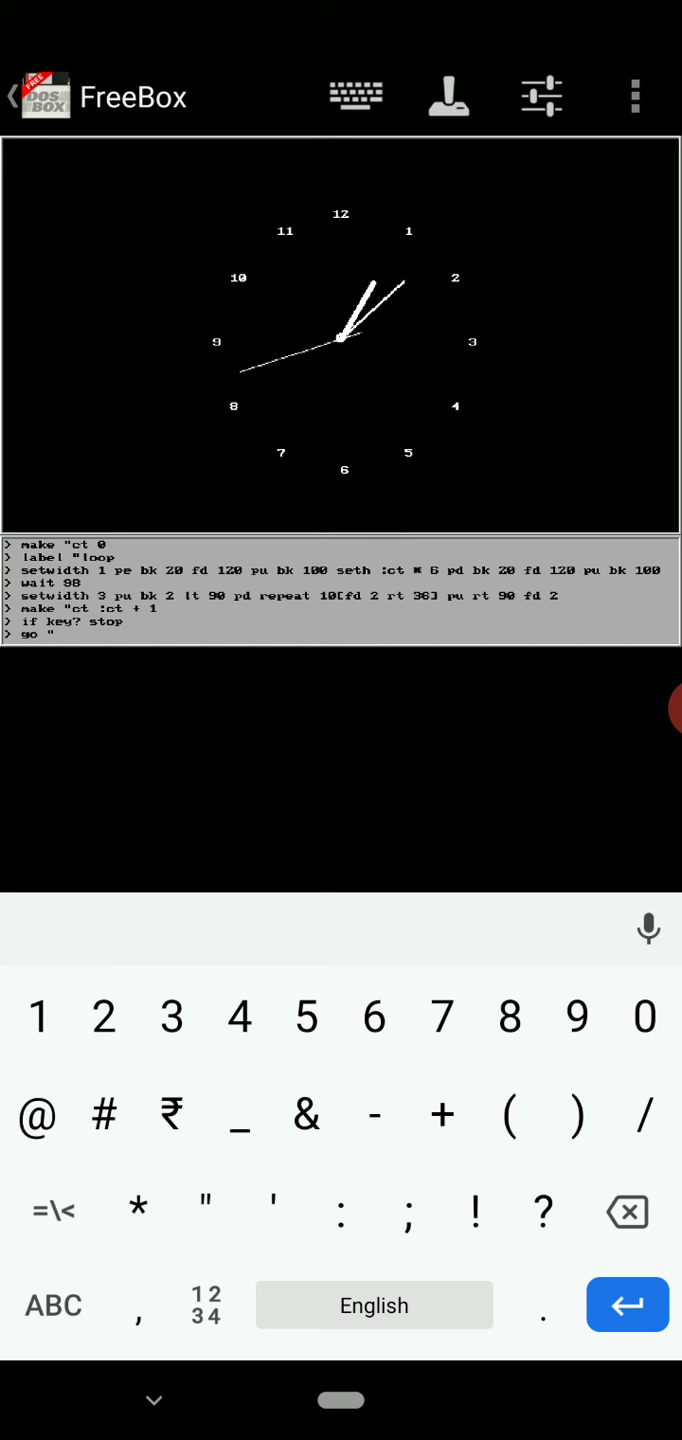 FREE
DOS
BOX
FreeBox
12
11
1
10
2
9
3
8
4
7
5
6
> make "ct 0
> label "loop
> setwidth 1 pe bk 20 fd 120 pu bk 100 seth :ct * 6 pd bk 20 fd 120 pu bk 100
> wait 98
> setwidth 3 pu bk 2 lt 90 pd repeat 10[fd 2 rt 36] pu rt 90 fd 2
> make "ct :ct + 1
> if key? stop
> go "
1 2 3 4 5 6 7 8 9 0
@ # ₹ _ & - + ( ) /
=\< * " ' : ; ! ?
ABC , 12 34 English .